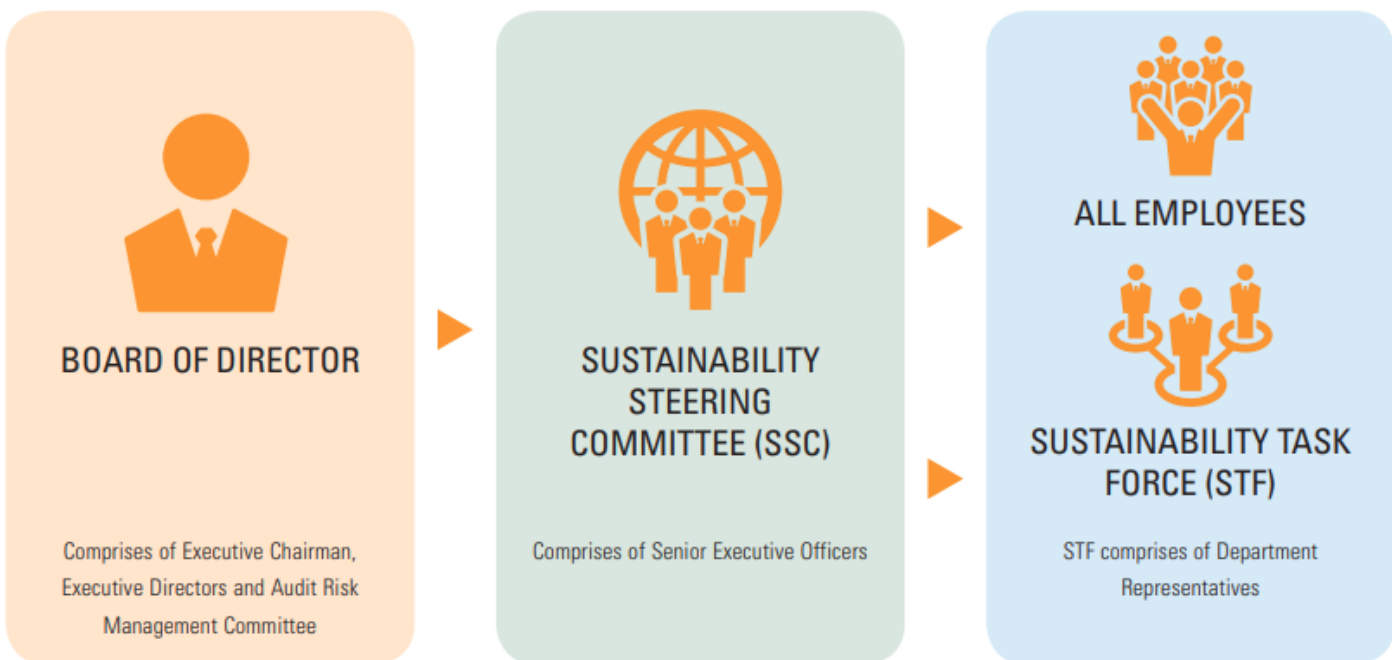 BOARD OF DIRECTOR
Comprises of Executive Chairman,
Executive Directors and Audit Risk
Management Committee
SUSTAINABILITY
STEERING
COMMITTEE (SSC)
Comprises of Senior Executive Officers
ALL EMPLOYEES
SUSTAINABILITY TASK
FORCE (STF)
STF comprises of Department
Representatives